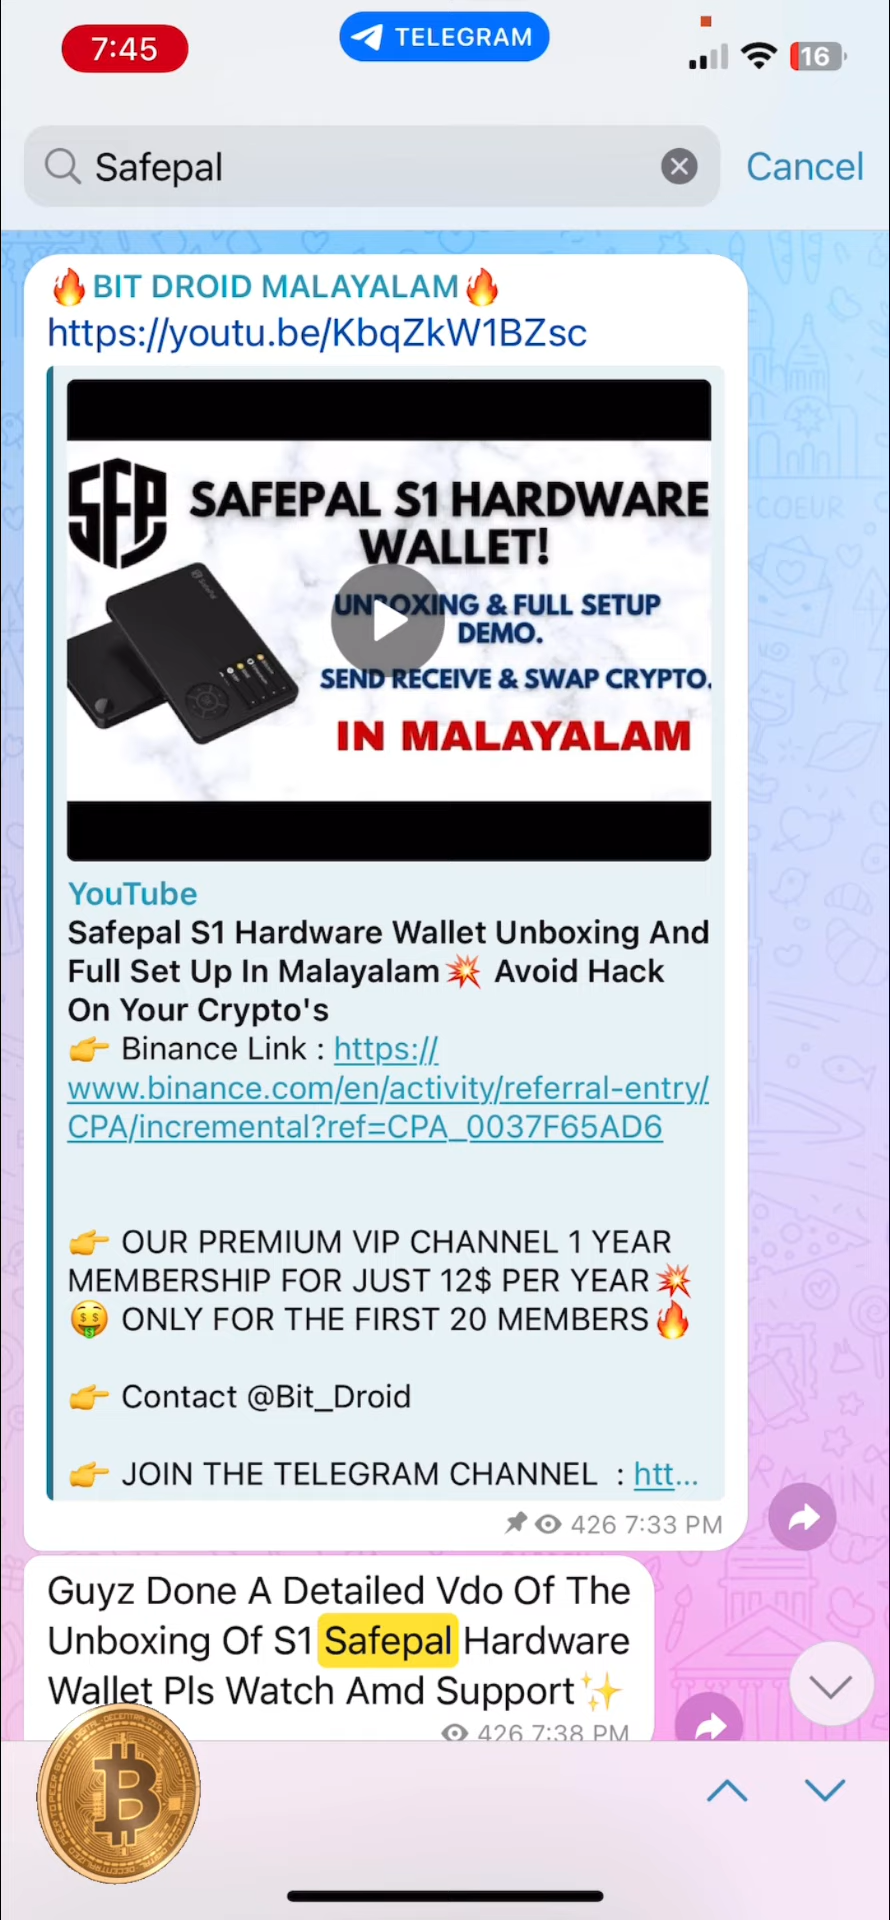 7:45
TELEGRAM
16
Safepal
Cancel
🔥BIT DROID MALAYALAM🔥
https://youtu.be/KbqZkW1BZsc
SFP
SAFEPAL S1 HARDWARE
WALLET!
UNBOXING & FULL SETUP
DEMO.
SEND RECEIVE & SWAP CRYPTO.
IN MALAYALAM
YouTube
Safepal S1 Hardware Wallet Unboxing And
Full Set Up In Malayalam💥 Avoid Hack
On Your Crypto's
👉 Binance Link : https://
www.binance.com/en/activity/referral-entry/
CPA/incremental?ref=CPA_0037F65AD6
👉 OUR PREMIUM VIP CHANNEL 1 YEAR
MEMBERSHIP FOR JUST 12$ PER YEAR💥
🤑 ONLY FOR THE FIRST 20 MEMBERS🔥
👉 Contact @Bit_Droid
👉 JOIN THE TELEGRAM CHANNEL : htt...
426 7:33 PM
Guyz Done A Detailed Vdo Of The
Unboxing Of S1 Safepal Hardware
Wallet Pls Watch Amd Support✨
426 7:38 PM